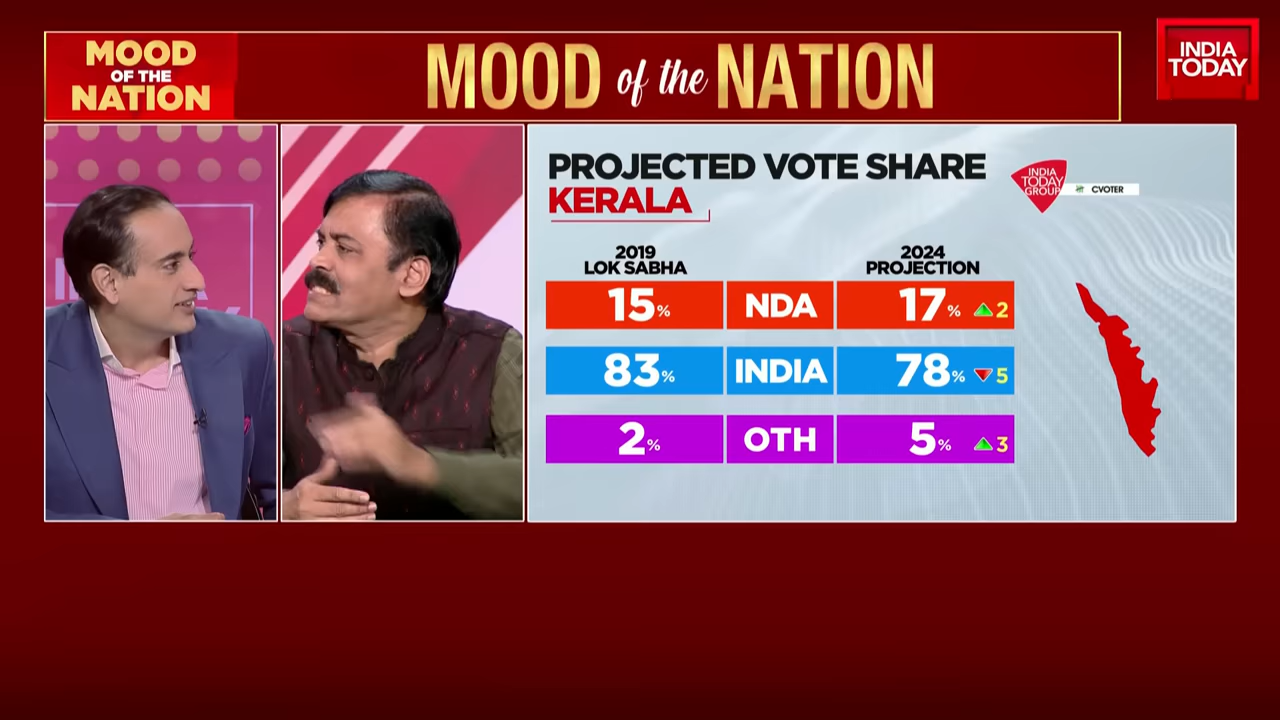 MOOD
OF THE
NATION
MOOD of the NATION
INDIA
TODAY
PROJECTED VOTE SHARE
KERALA
INDIA
TODAY
GROUP
CVOTER
2019
LOK SABHA
2024
PROJECTION
15% NDA 17% 2
83% INDIA 78% 5
2% OTH 5% 3